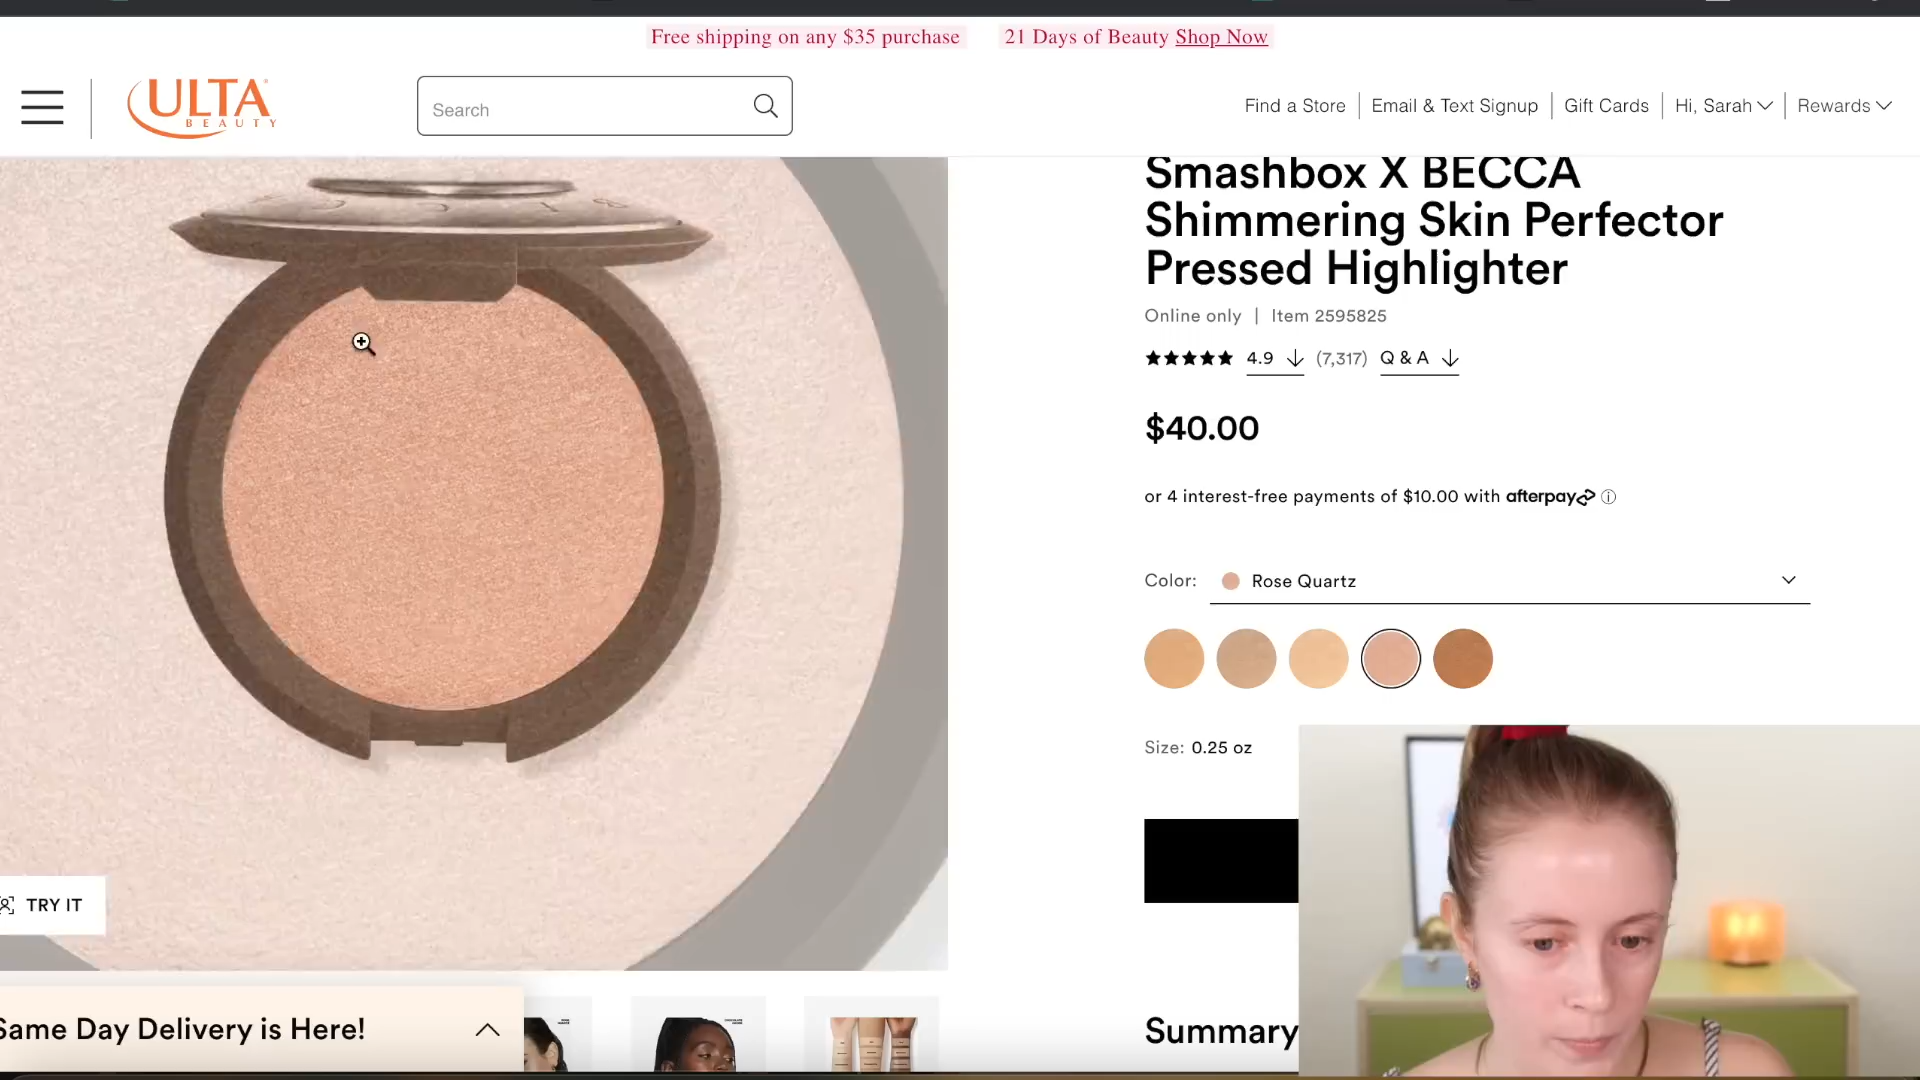 Free shipping on any $35 purchase 21 Days of Beauty Shop Now
ULTA
BEAUTY
Search
Find a Store Email & Text Signup Gift Cards Hi, Sarah Rewards
Smashbox X BECCA
Shimmering Skin Perfector
Pressed Highlighter
Online only | Item 2595825
4.9 (7,317) Q & A
$40.00
or 4 interest-free payments of $10.00 with afterpay
Color: Rose Quartz
Size: 0.25 oz
TRY IT
Same Day Delivery is Here!
Summary